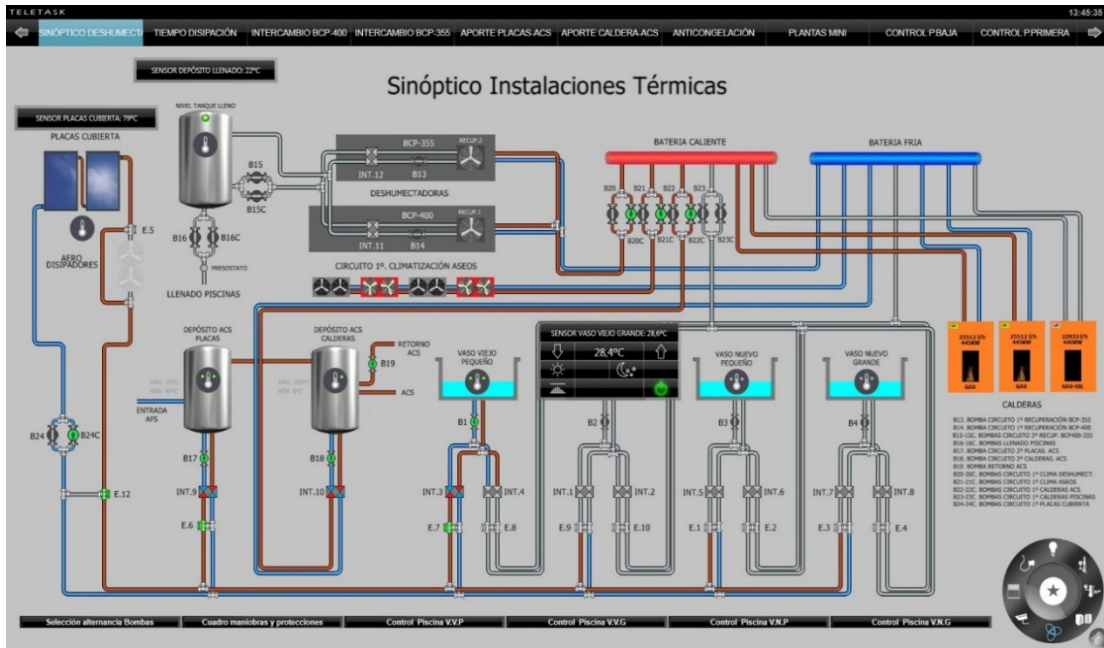 TELETASK
13:45:35
SINÓPTICO DESHUMECTA
TIEMPO DISIPACIÓN
INTERCAMBIO BCP-400
INTERCAMBIO BCP-355
APORTE PLACAS-ACS
APORTE CALDERA-ACS
ANTICONGELACIÓN
PLANTAS MINI
CONTROL P.BAJA
CONTROL P.PRIMERA
SENSOR DEPÓSITO LLENADO: 22ºC
Sinóptico Instalaciones Térmicas
NIVEL TANQUE LLENO
SENSOR PLACAS CUBIERTA: 79ºC
PLACAS CUBIERTA
BCP-355
RECUP. 2
BATERIA CALIENTE
BATERIA FRIA
B15
INT.12
B13
B15C
DESHUMECTADORAS
B20
B21
B22
B23
BCP-400
RECUP. 1
E.5
B16
B16C
INT.11
B14
B20C
B21C
B22C
B23C
AERO
DISIPADORES
PRESOSTATO
CIRCUITO 1º. CLIMATIZACIÓN ASEOS
LLENADO PISCINAS
DEPÓSITO ACS
PLACAS
DEPÓSITO ACS
CALDERAS
RETORNO
ACS
B19
ACS
ENTRADA
AFS
VASO VIEJO
PEQUEÑO
SENSOR VASO VIEJO GRANDE: 28,6ºC
28,4ºC
VASO NUEVO
PEQUEÑO
VASO NUEVO
GRANDE
445KW
445KW
GAS
GAS
GAS-OIL
CALDERAS
B13. BOMBA CIRCUITO 1º RECUPERACIÓN BCP-355
B14. BOMBA CIRCUITO 1º RECUPERACIÓN BCP-400
B15-15C. BOMBAS CIRCUITO 2º RECUP. BCP400-355
B16-16C. BOMBAS LLENADO PISCINAS
B17. BOMBA CIRCUITO 2º PLACAS. ACS
B18. BOMBA CIRCUITO 2º CALDERAS. ACS
B19. BOMBA RETORNO ACS
B20-20C. BOMBAS CIRCUITO 1º CLIMA DESHUMECT.
B21-21C. BOMBAS CIRCUITO 1º CLIMA ASEOS
B22-22C. BOMBAS CIRCUITO 1º CALDERAS ACS
B23-23C. BOMBAS CIRCUITO 1º CALDERAS PISCINAS
B24-24C. BOMBAS CIRCUITO 1º PLACAS CUBIERTA
B24
B24C
B17
B18
B1
B2
B3
B4
E.12
INT.9
INT.10
INT.3
INT.4
INT.1
INT.2
INT.5
INT.6
INT.7
INT.8
E.6
E.7
E.8
E.9
E.10
E.1
E.2
E.3
E.4
Selección alternancia Bombas
Cuadro maniobras y protecciones
Control Piscina V.V.P
Control Piscina V.V.G
Control Piscina V.N.P
Control Piscina V.N.G